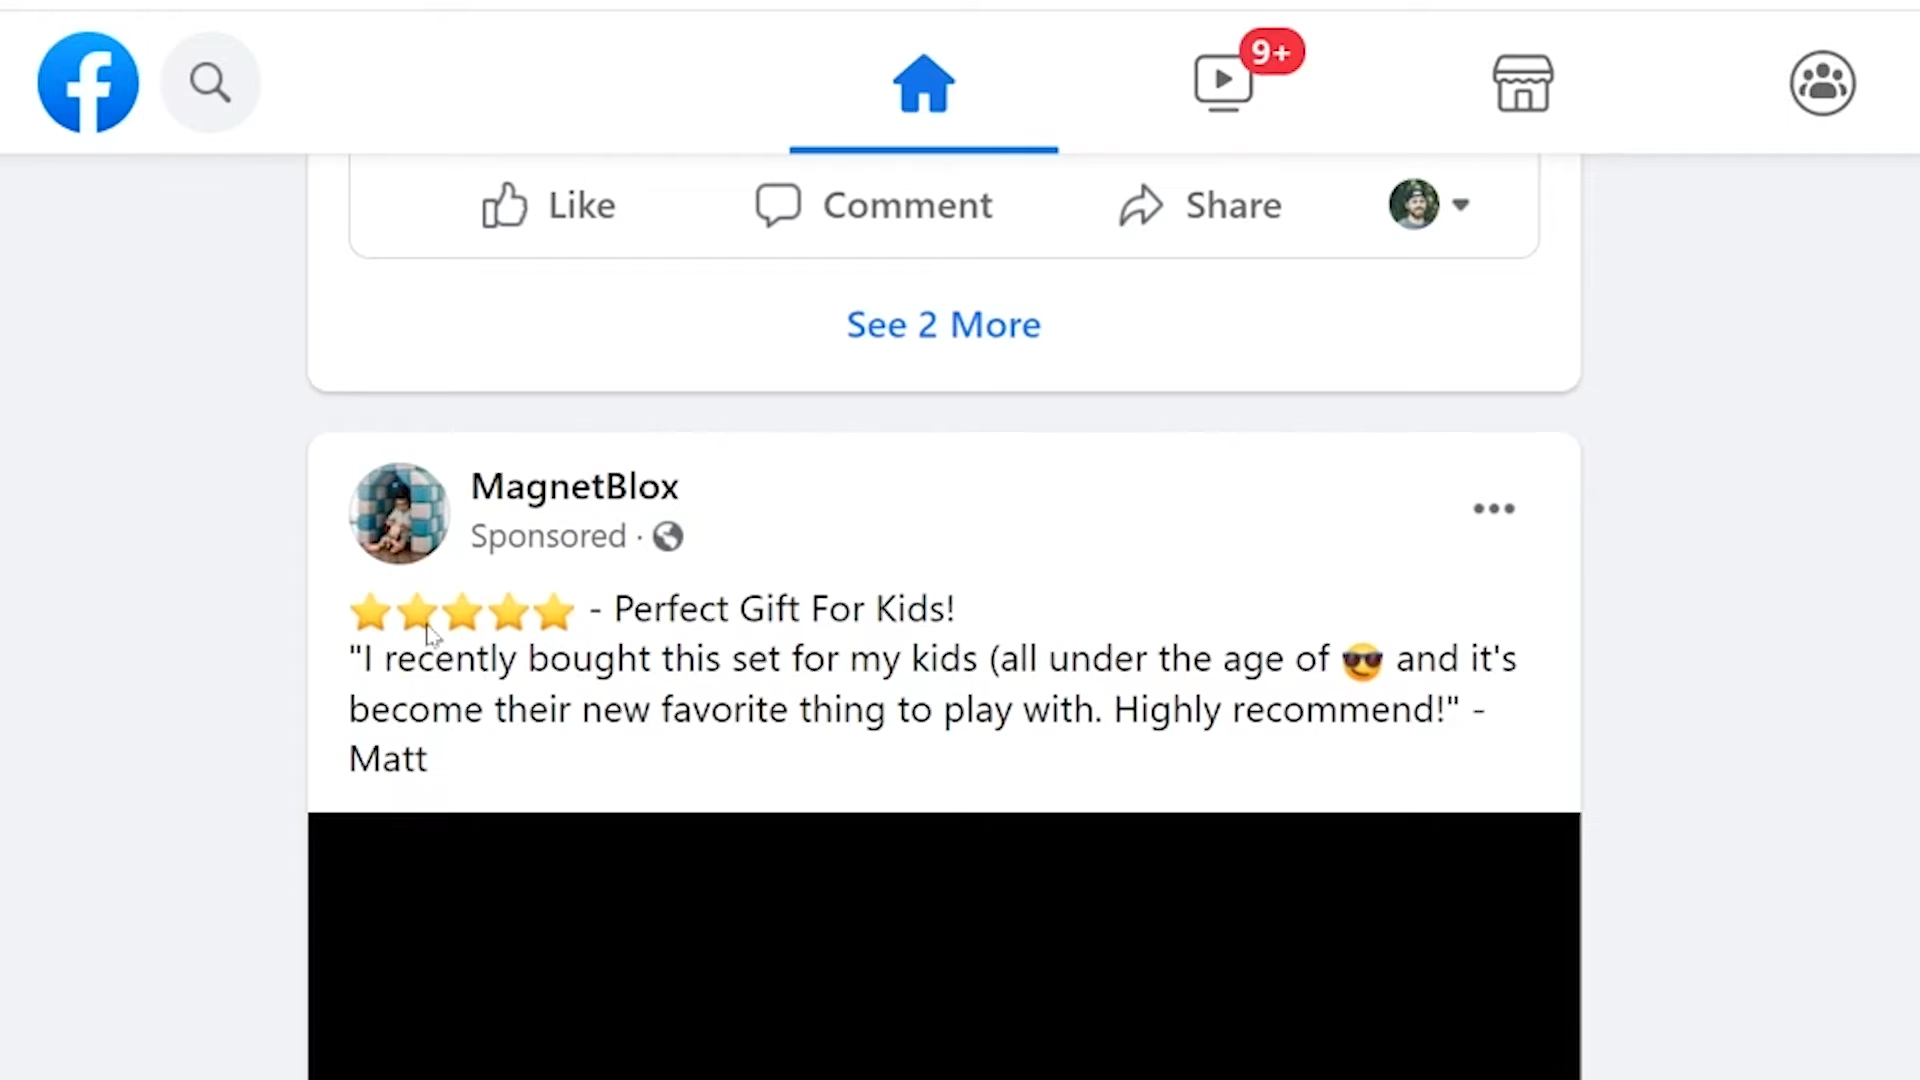 9+
Like Comment Share
See 2 More
MagnetBlox
Sponsored ·
⭐⭐⭐⭐⭐ - Perfect Gift For Kids!
"I recently bought this set for my kids (all under the age of 😎 and it's
become their new favorite thing to play with. Highly recommend!" -
Matt